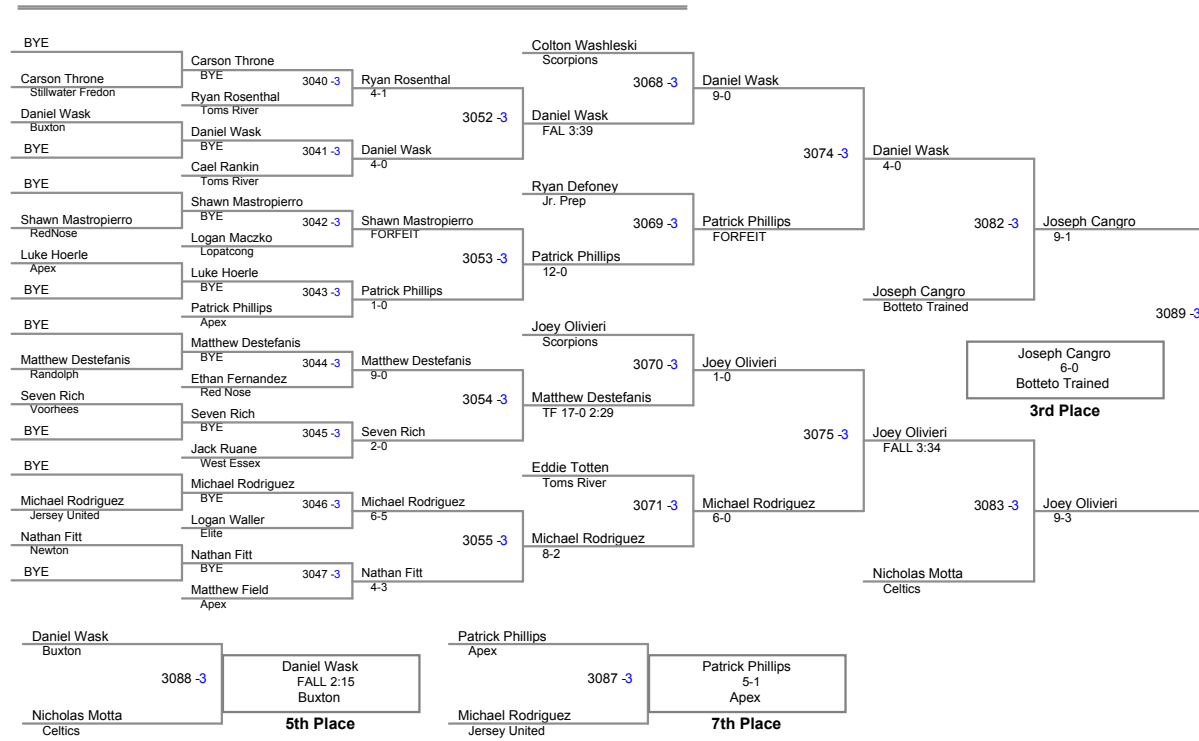 BYE
Carson Throne
Stillwater Fredon
Daniel Wask
Buxton
BYE
BYE
Shawn Mastropierro
RedNose
Luke Hoerle
Apex
BYE
BYE
Matthew Destefanis
Randolph
Seven Rich
Voorhees
BYE
BYE
Michael Rodriguez
Jersey United
Nathan Fitt
Newton
BYE
Carson Throne
BYE
3040 -3
Ryan Rosenthal
Toms River
Daniel Wask
BYE
3041 -3
Cael Rankin
Toms River
Shawn Mastropierro
BYE
3042 -3
Logan Maczko
Lopatcong
Luke Hoerle
BYE
3043 -3
Patrick Phillips
Apex
Matthew Destefanis
BYE
3044 -3
Ethan Fernandez
Red Nose
Seven Rich
BYE
3045 -3
Jack Ruane
West Essex
Michael Rodriguez
BYE
3046 -3
Logan Waller
Elite
Nathan Fitt
BYE
3047 -3
Matthew Field
Apex
Ryan Rosenthal
4-1
3052 -3
Daniel Wask
4-0
Shawn Mastropierro
FORFEIT
3053 -3
Patrick Phillips
1-0
Matthew Destefanis
9-0
3054 -3
Seven Rich
2-0
Michael Rodriguez
6-5
3055 -3
Nathan Fitt
4-3
Colton Washleski
Scorpions
3068 -3
Daniel Wask
FAL 3:39
Ryan Defoney
Jr. Prep
3069 -3
Patrick Phillips
12-0
Joey Olivieri
Scorpions
3070 -3
Matthew Destefanis
TF 17-0 2:29
Eddie Totten
Toms River
3071 -3
Michael Rodriguez
8-2
Daniel Wask
9-0
3074 -3
Patrick Phillips
FORFEIT
Joey Olivieri
1-0
3075 -3
Michael Rodriguez
6-0
Daniel Wask
4-0
3082 -3
Joseph Cangro
Botteto Trained
Joey Olivieri
FALL 3:34
3083 -3
Nicholas Motta
Celtics
Joseph Cangro
9-1
3089 -3
Joseph Cangro
6-0
Botteto Trained
3rd Place
Joey Olivieri
9-3
Daniel Wask
Buxton
3088 -3
Nicholas Motta
Celtics
Daniel Wask
FALL 2:15
Buxton
5th Place
Patrick Phillips
Apex
3087 -3
Michael Rodriguez
Jersey United
Patrick Phillips
5-1
Apex
7th Place